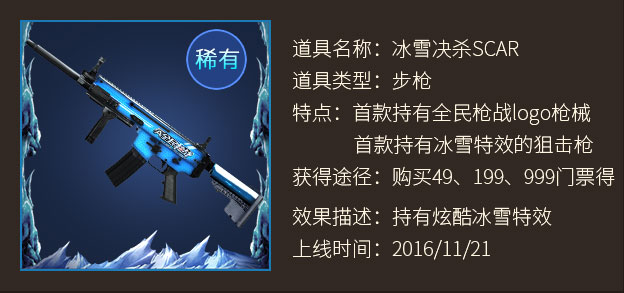 稀有
道具名称：冰雪决杀SCAR
道具类型：步枪
特点：首款持有全民枪战logo枪械
首款持有冰雪特效的狙击枪
获得途径：购买49、199、999门票得
效果描述：持有炫酷冰雪特效
上线时间：2016/11/21